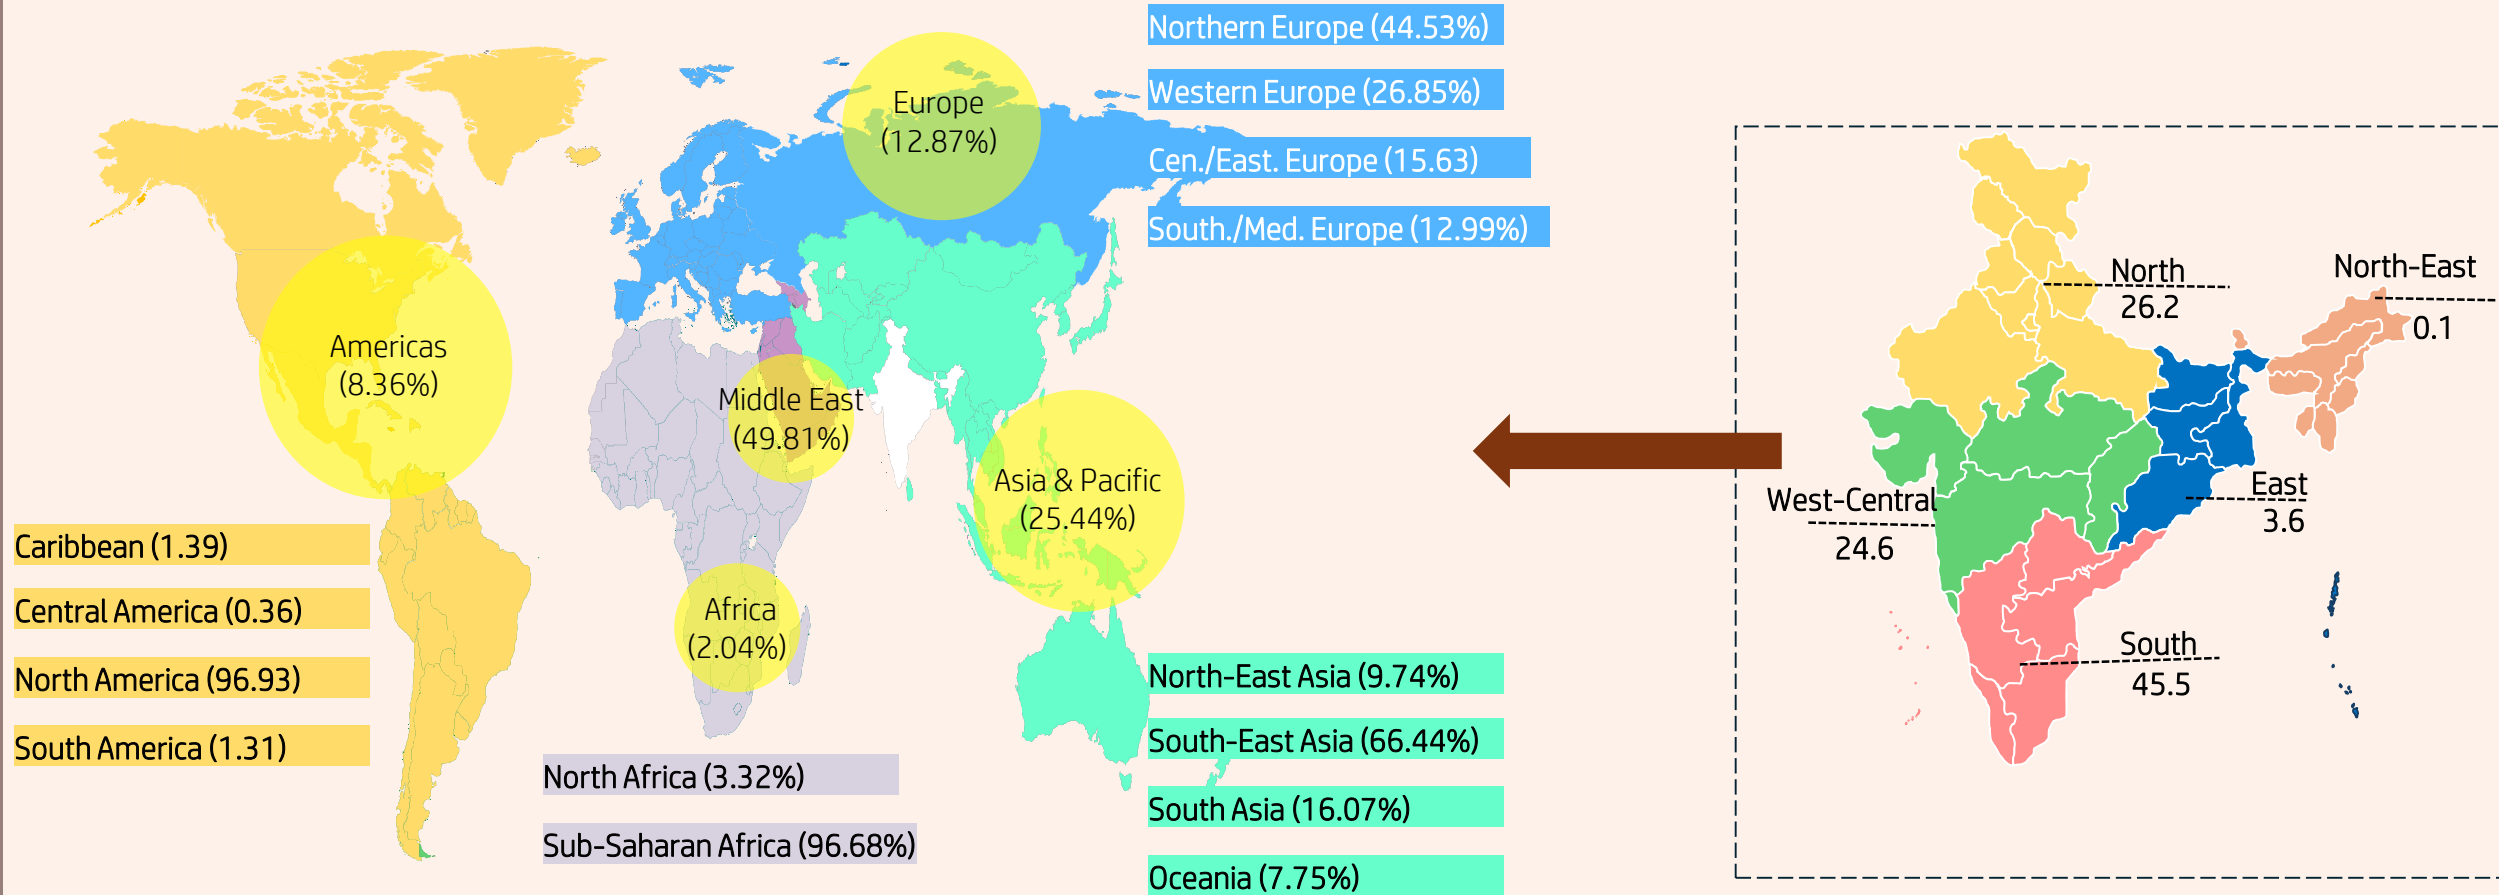 Northern Europe (44.53%)
Western Europe (26.85%)
Cen./East. Europe (15.63)
South./Med. Europe (12.99%)
Europe
(12.87%)
Americas
(8.36%)
Middle East
(49.81%)
Asia & Pacific
(25.44%)
Africa
(2.04%)
Caribbean (1.39)
Central America (0.36)
North America (96.93)
South America (1.31)
North Africa (3.32%)
Sub-Saharan Africa (96.68%)
North-East Asia (9.74%)
South-East Asia (66.44%)
South Asia (16.07%)
Oceania (7.75%)
North
26.2
North-East
0.1
West-Central
24.6
East
3.6
South
45.5